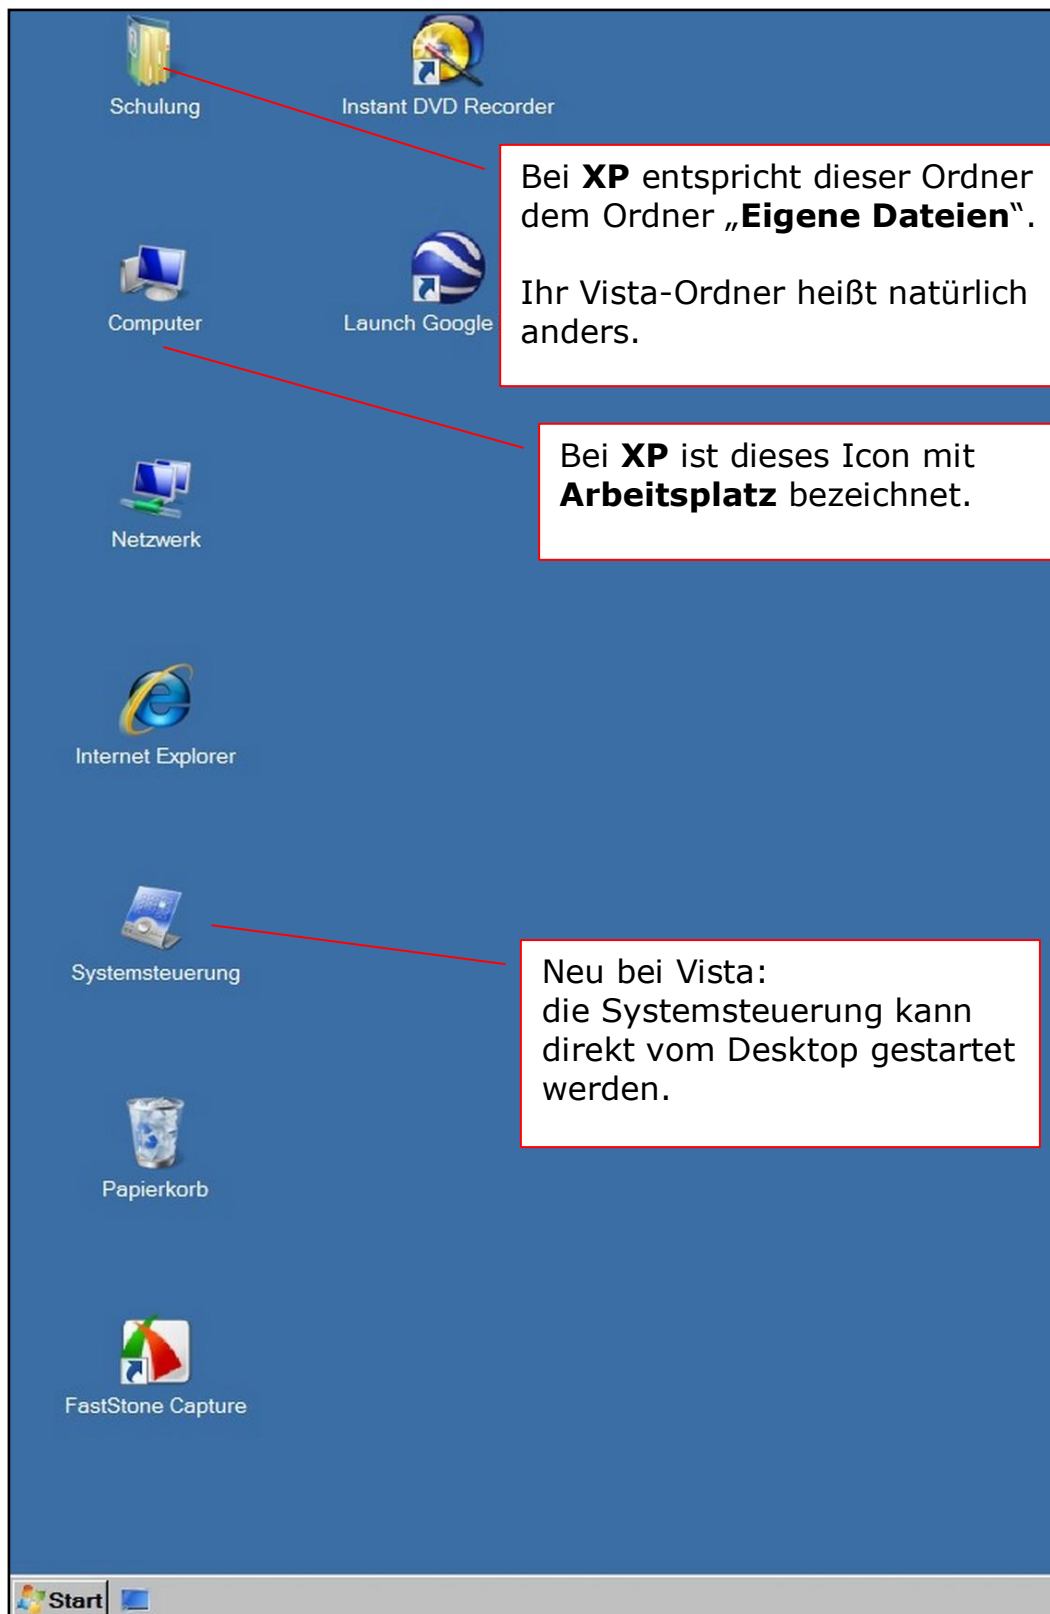 Schulung
Instant DVD Recorder
Bei XP entspricht dieser Ordner
dem Ordner „Eigene Dateien“.
Ihr Vista-Ordner heißt natürlich
anders.
Computer
Launch Google
Bei XP ist dieses Icon mit
Arbeitsplatz bezeichnet.
Netzwerk
Internet Explorer
Systemsteuerung
Neu bei Vista:
die Systemsteuerung kann
direkt vom Desktop gestartet
werden.
Papierkorb
FastStone Capture
Start